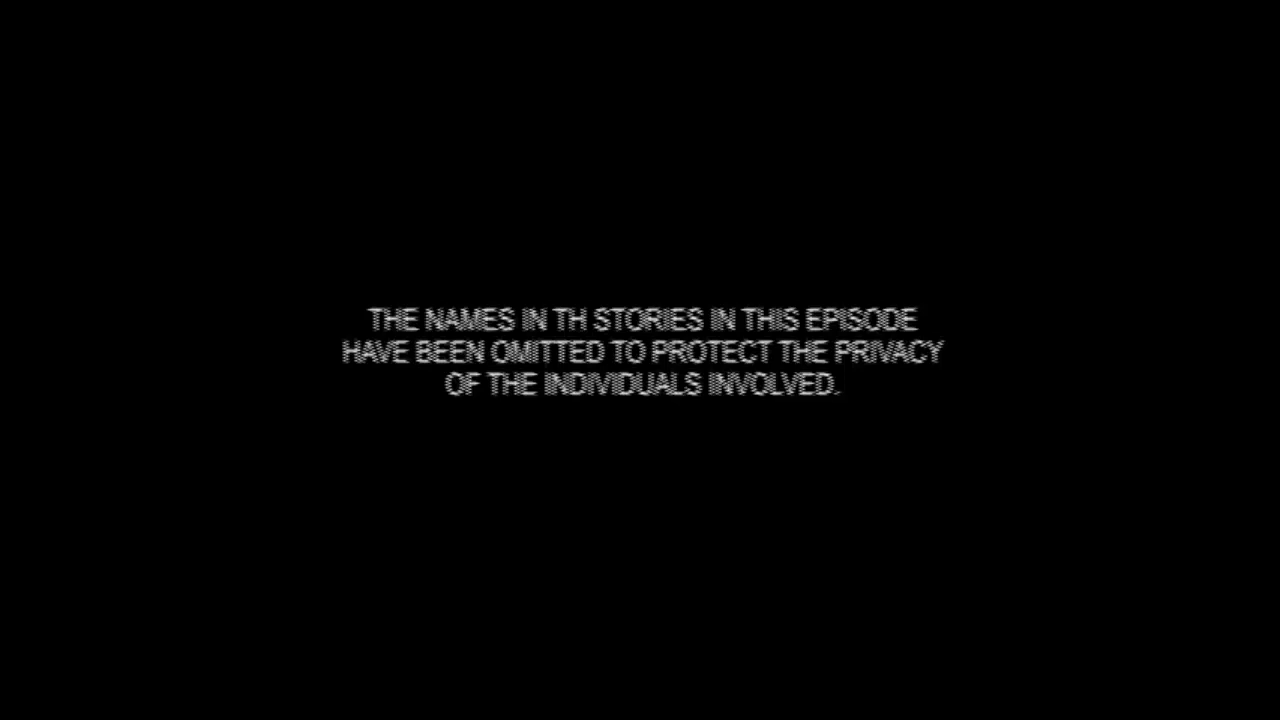 THE NAMES IN TH STORIES IN THIS EPISODE
HAVE BEEN OMITTED TO PROTECT THE PRIVACY
OF THE INDIVIDUALS INVOLVED.